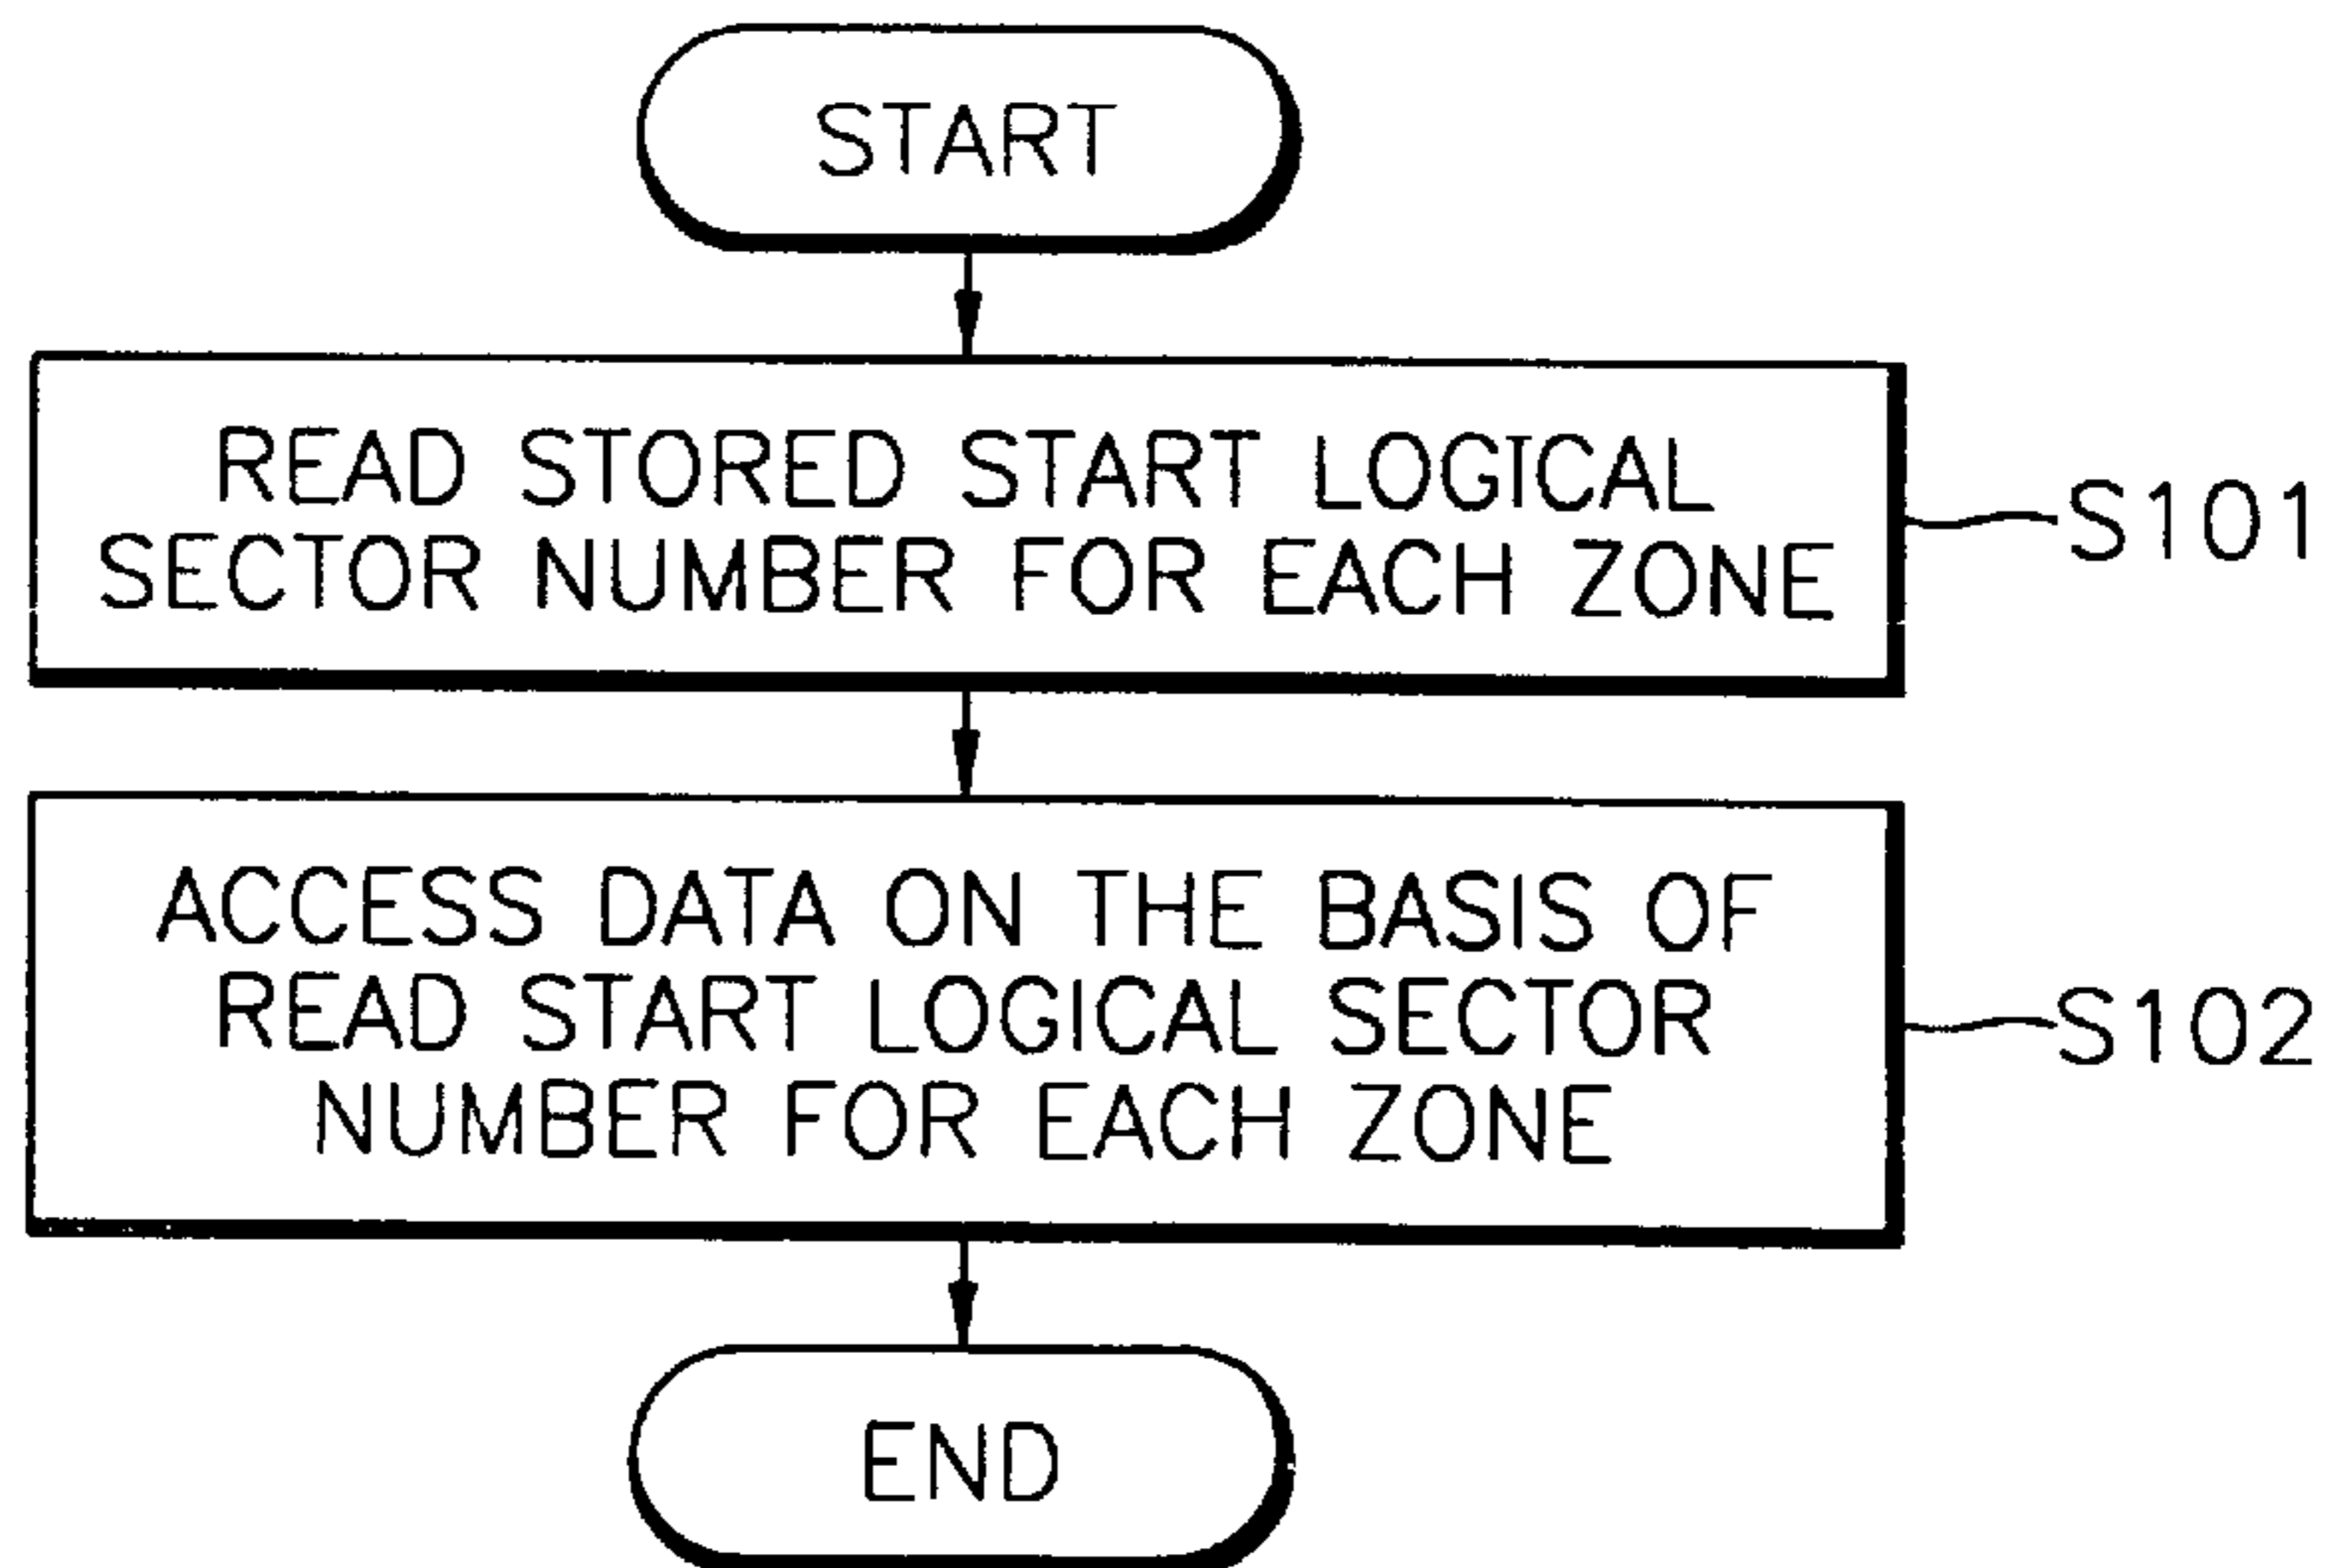 START
READ STORED START LOGICAL
SECTOR NUMBER FOR EACH ZONE
S101
ACCESS DATA ON THE BASIS OF
READ START LOGICAL SECTOR
NUMBER FOR EACH ZONE
S102
END